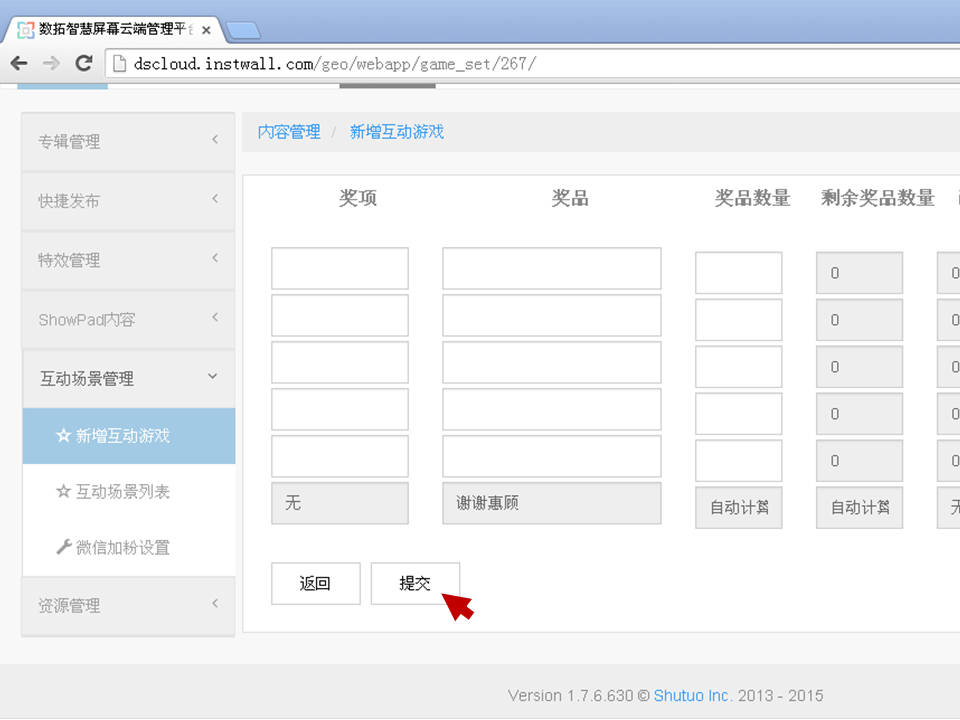 数拓智慧屏幕云端管理平台
dscloud.instwall.com/geo/webapp/game_set/267/
专辑管理
快捷发布
特效管理
ShowPad内容
互动场景管理
新增互动游戏
互动场景列表
微信加粉设置
资源管理
内容管理 / 新增互动游戏
奖项 奖品 奖品数量 剩余奖品数量
0 0
0 0
0 0
0 0
0 0
无 谢谢惠顾 自动计算 自动计算 无
返回 提交
Version 1.7.6.630 © Shutuo Inc. 2013 - 2015